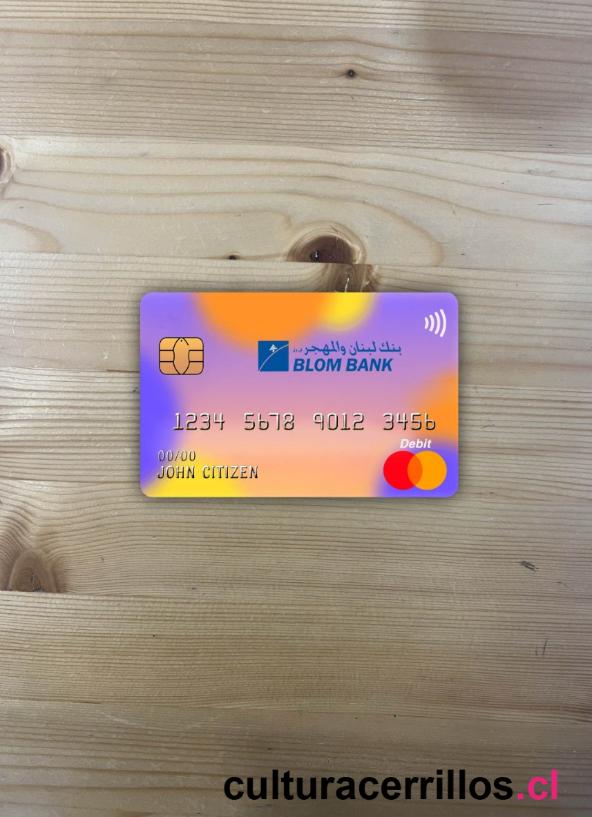 بنك لبنان والمهجر ش.م.ل
BLOM BANK
1234 5678 9012 3456
Debit
00/00
JOHN CITIZEN
culturacerrillos.cl